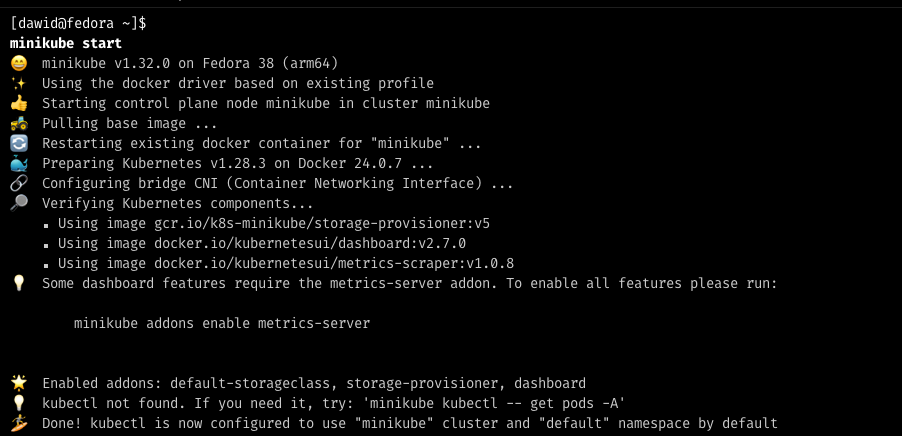 [dawid@fedora ~]$
minikube start
😄 minikube v1.32.0 on Fedora 38 (arm64)
✨ Using the docker driver based on existing profile
👍 Starting control plane node minikube in cluster minikube
🚜 Pulling base image ...
🔄 Restarting existing docker container for "minikube" ...
🐳 Preparing Kubernetes v1.28.3 on Docker 24.0.7 ...
🔗 Configuring bridge CNI (Container Networking Interface) ...
🔎 Verifying Kubernetes components...
▪ Using image gcr.io/k8s-minikube/storage-provisioner:v5
▪ Using image docker.io/kubernetesui/dashboard:v2.7.0
▪ Using image docker.io/kubernetesui/metrics-scraper:v1.0.8
💡 Some dashboard features require the metrics-server addon. To enable all features please run:
minikube addons enable metrics-server
🌟 Enabled addons: default-storageclass, storage-provisioner, dashboard
💡 kubectl not found. If you need it, try: 'minikube kubectl -- get pods -A'
🏄 Done! kubectl is now configured to use "minikube" cluster and "default" namespace by default